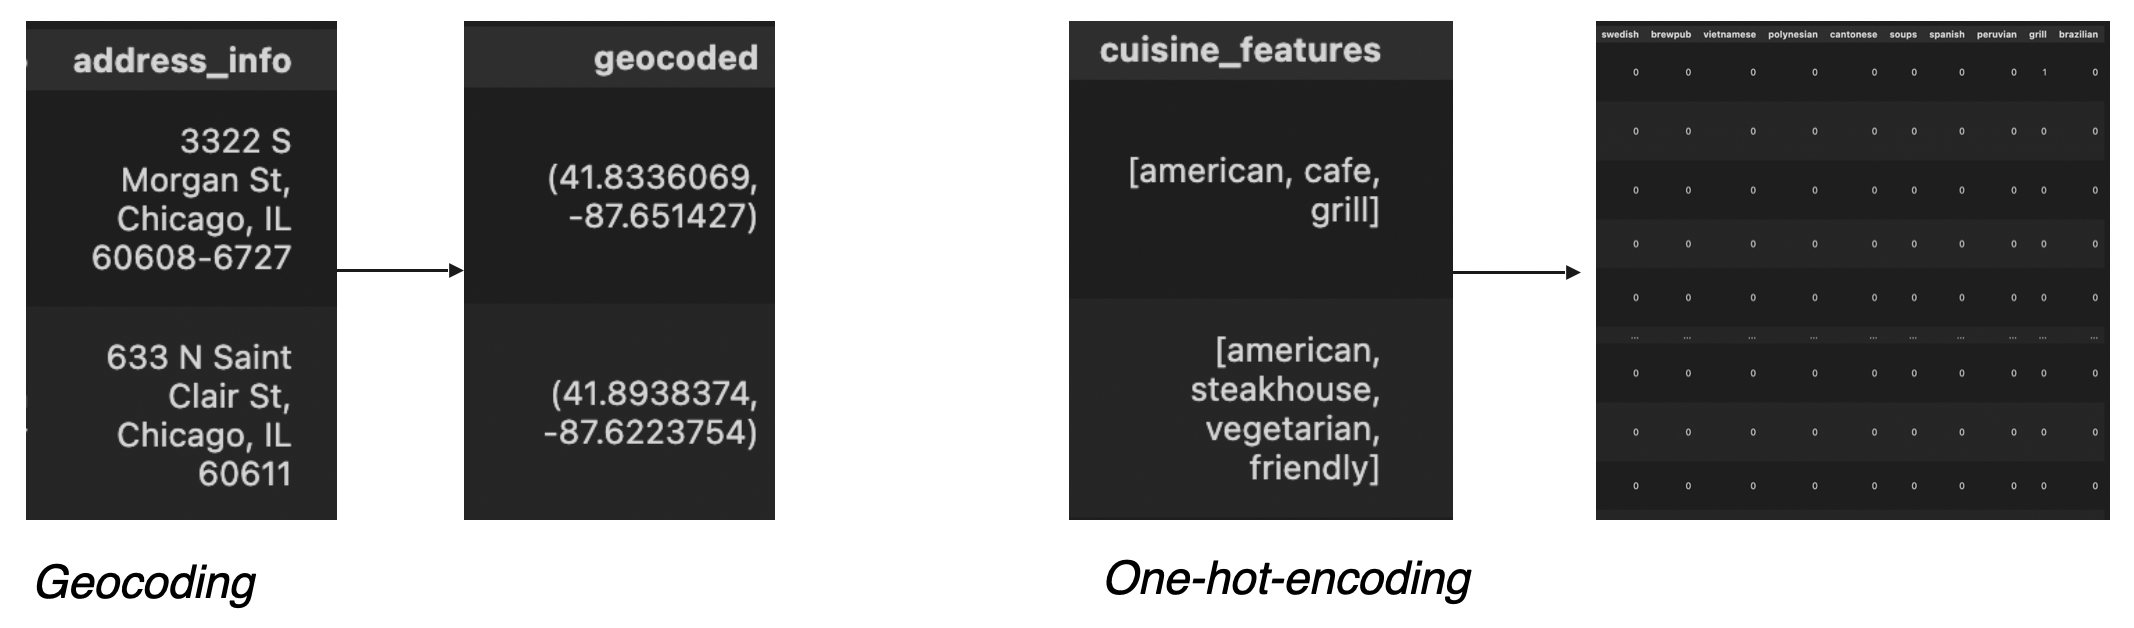 address_info
3322 S
Morgan St,
Chicago, IL
60608-6727
633 N Saint
Clair St,
Chicago, IL
60611
geocoded
(41.8336069,
-87.651427)
(41.8938374,
-87.6223754)
Geocoding
cuisine_features
[american, cafe,
grill]
[american,
steakhouse,
vegetarian,
friendly]
swedish brewpub vietnamese polynesian cantonese soups spanish peruvian grill brazilian
0 0 0 0 0 0 0 0 1 0
0 0 0 0 0 0 0 0 0 0
0 0 0 0 0 0 0 0 0 0
0 0 0 0 0 0 0 0 0 0
0 0 0 0 0 0 0 0 0 0
... ... ... ... ... ... ... ... ... ...
0 0 0 0 0 0 0 0 0 0
0 0 0 0 0 0 0 0 0 0
0 0 0 0 0 0 0 0 0 0
One-hot-encoding